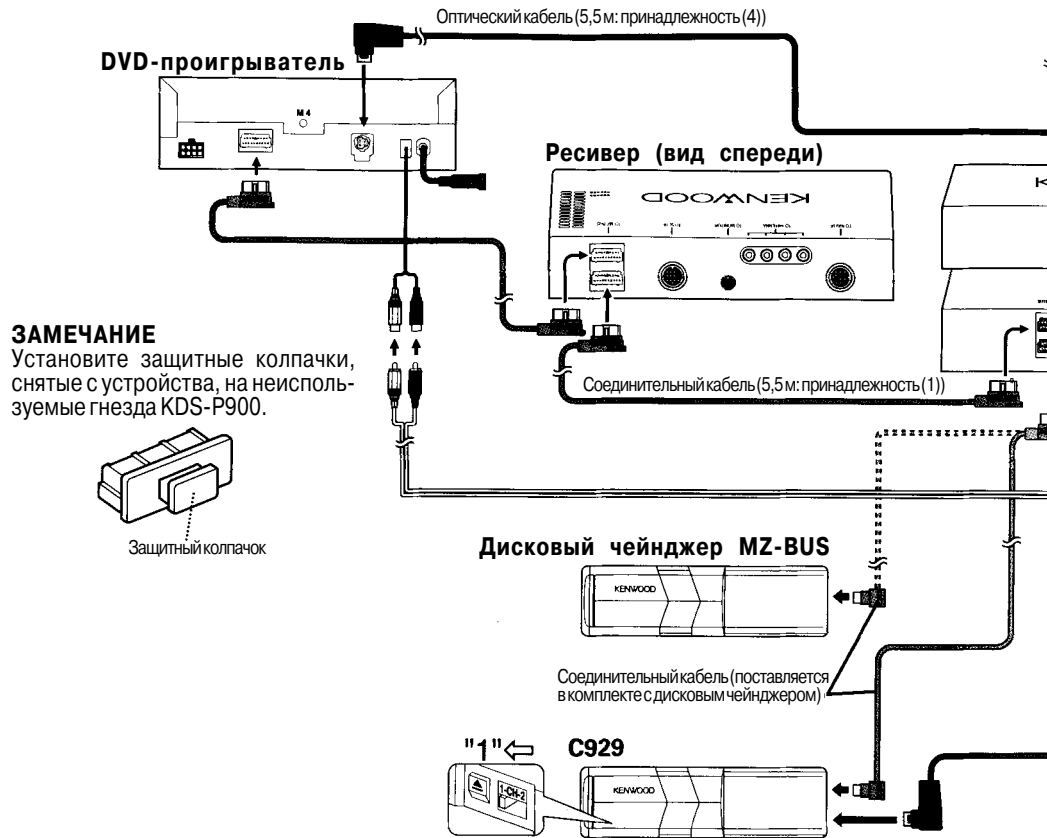 Оптический кабель (5,5 м: принадлежность (4))
DVD-проигрыватель
M4
Ресивер (вид спереди)
KENWOOD
ЗАМЕЧАНИЕ
Установите защитные колпачки,
снятые с устройства, на неисполь-
зуемые гнезда KDS-P900.
Соединительный кабель (5,5 м: принадлежность (1))
Защитный колпачок
Дисковый чейнджер MZ-BUS
KENWOOD
Соединительный кабель (поставляется
в комплекте с дисковым чейнджером)
"1"
C929
1-CH-2
KENWOOD